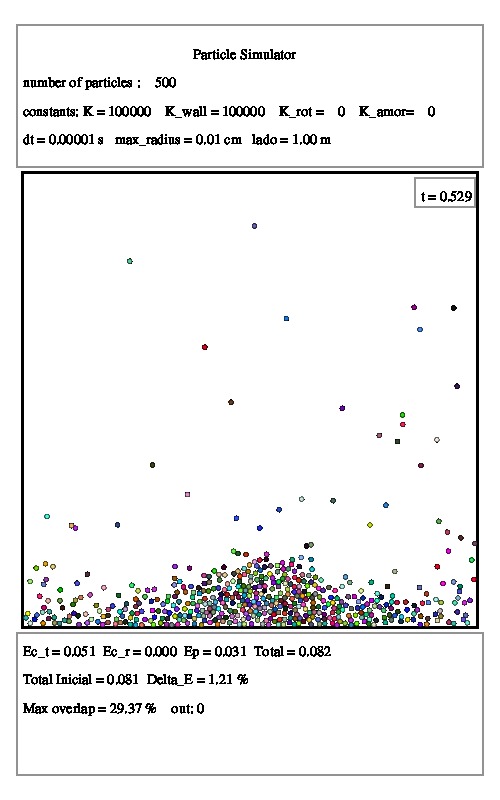 Particle Simulator
number of particles :   500
constants: K = 100000   K_wall = 100000   K_rot =   0   K_amor=   0
dt = 0.00001 s   max_radius = 0.01 cm   lado = 1.00 m
t = 0.529
Ec_t = 0.051  Ec_r = 0.000  Ep = 0.031  Total = 0.082
Total Inicial = 0.081  Delta_E = 1.21 %
Max overlap = 29.37 %   out: 0